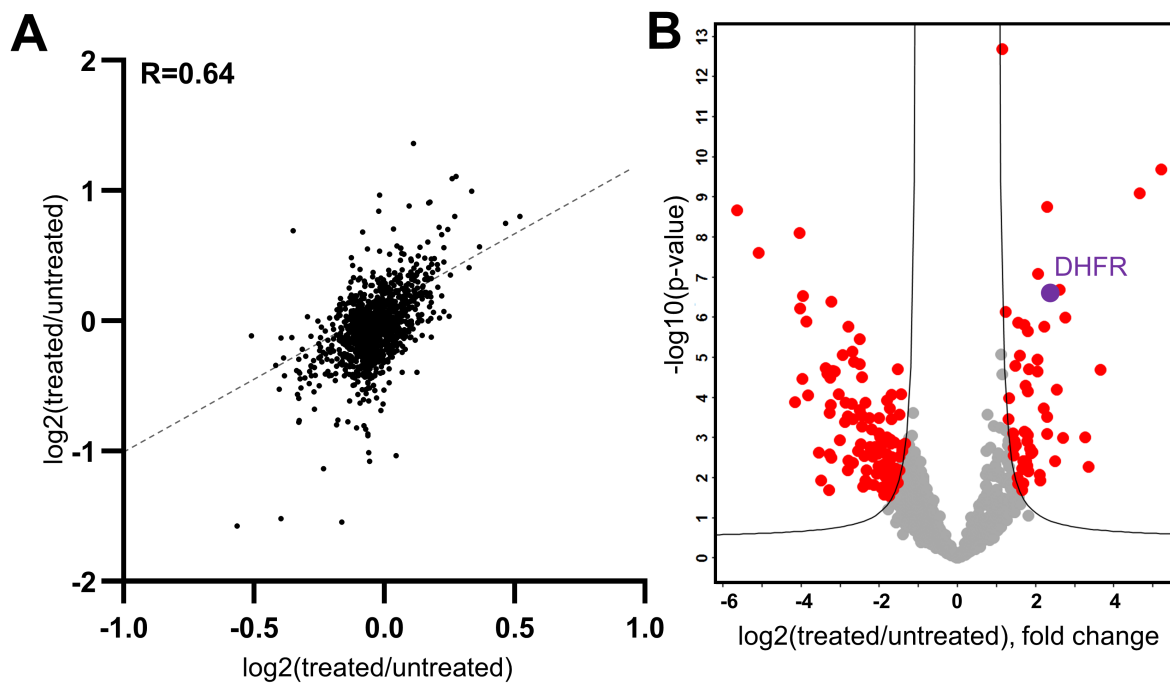 A
R=0.64
2
1
0
-1
-2
log2(treated/untreated)
-1.0 -0.5 0.0 0.5 1.0
log2(treated/untreated)
B
13
12
11
10
9
8
7
6
5
4
3
2
1
0
-log10(p-value)
DHFR
-6 -4 -2 0 2 4
log2(treated/untreated), fold change